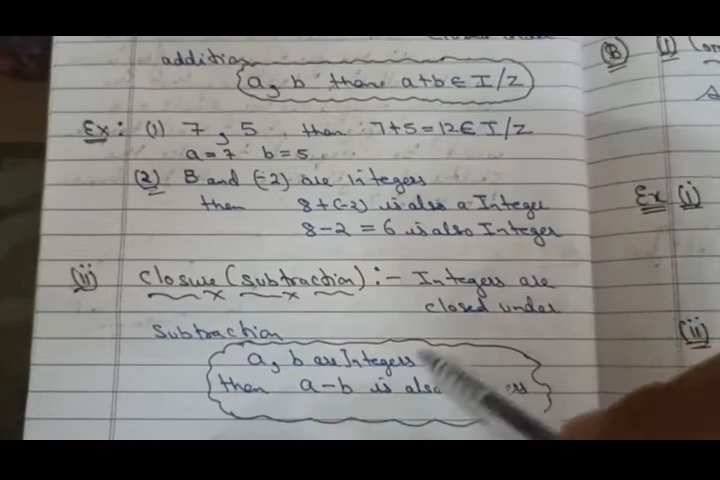 addition
a, b then a+b ∈ I/Z
Ex: (1) 7, 5, then 7+5=12 ∈ I/Z
a=7 b=5.
(2) 8 and (-2) are Integers
then 8+(-2) is also a Integer
8-2 = 6 is also Integer
(ii) Closure (Subtraction) :- Integers are
closed under
Subtraction
a, b are Integers
then a-b is also
(B) (1)
Ex (i)
(ii)